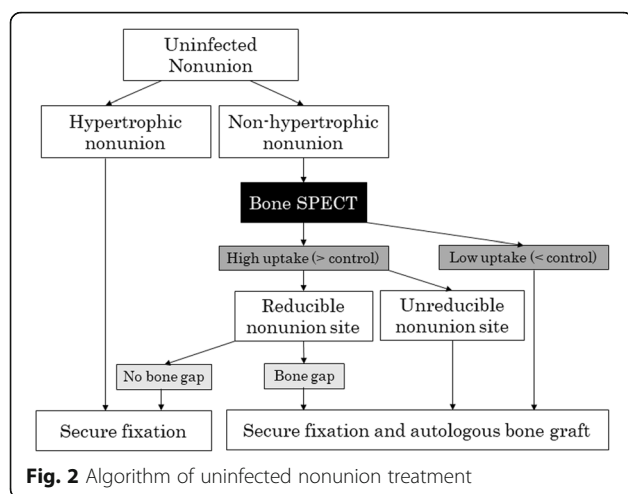 Uninfected
Nonunion
Hypertrophic
nonunion
Non-hypertrophic
nonunion
Bone SPECT
High uptake (> control)
Low uptake (< control)
Reducible
nonunion site
Unreducible
nonunion site
No bone gap
Bone gap
Secure fixation
Secure fixation and autologous bone graft
Fig. 2 Algorithm of uninfected nonunion treatment